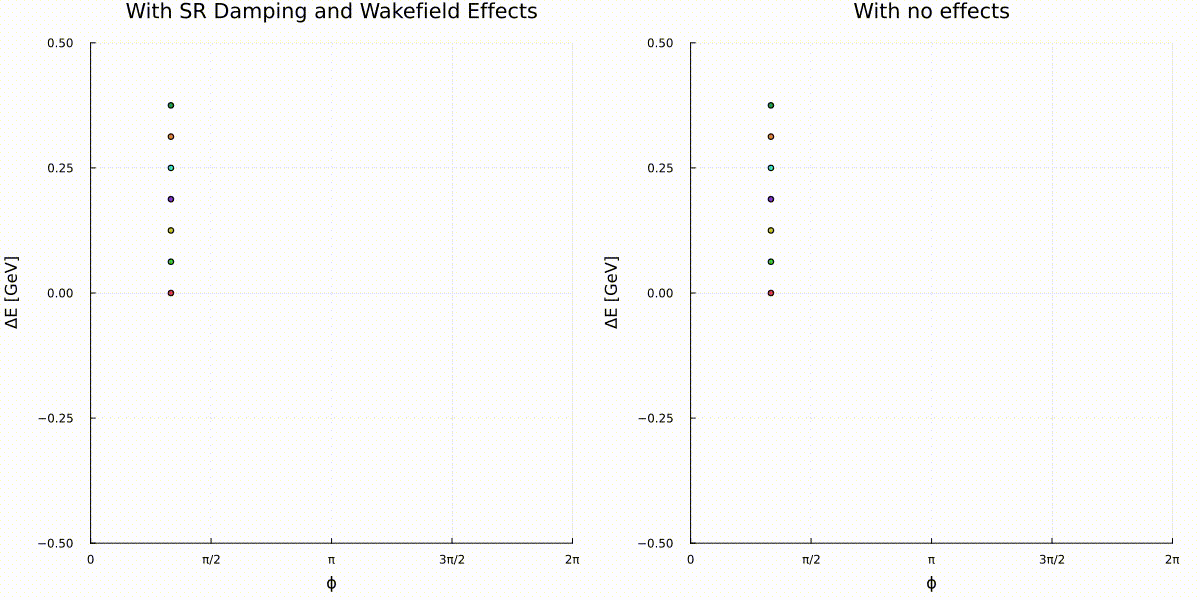 With SR Damping and Wakefield Effects
0.50
0.25
0.00
−0.25
−0.50
ΔE [GeV]
0 π/2 π 3π/2 2π
ϕ
With no effects
0.50
0.25
0.00
−0.25
−0.50
ΔE [GeV]
0 π/2 π 3π/2 2π
ϕ